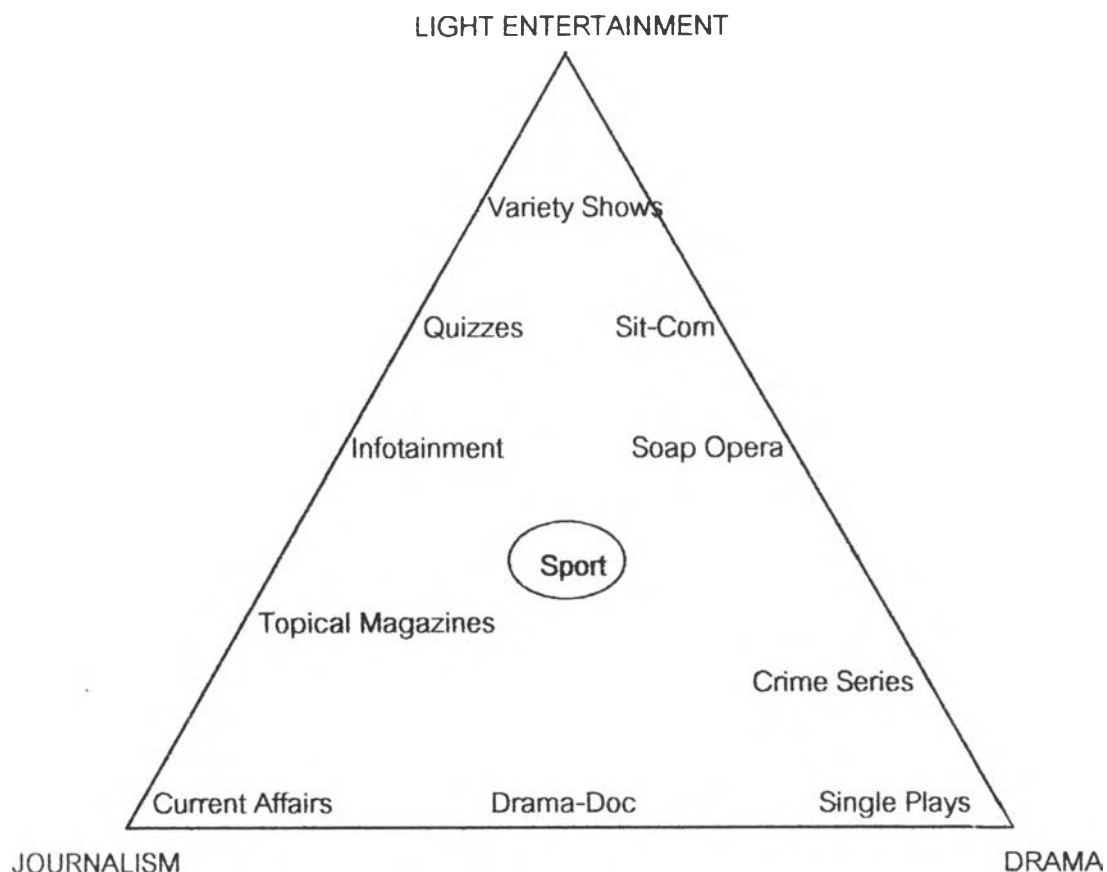 LIGHT ENTERTAINMENT
Variety Shows
Quizzes Sit-Com
Infotainment Soap Opera
Sport
Topical Magazines
Crime Series
Current Affairs Drama-Doc Single Plays
JOURNALISM DRAMA